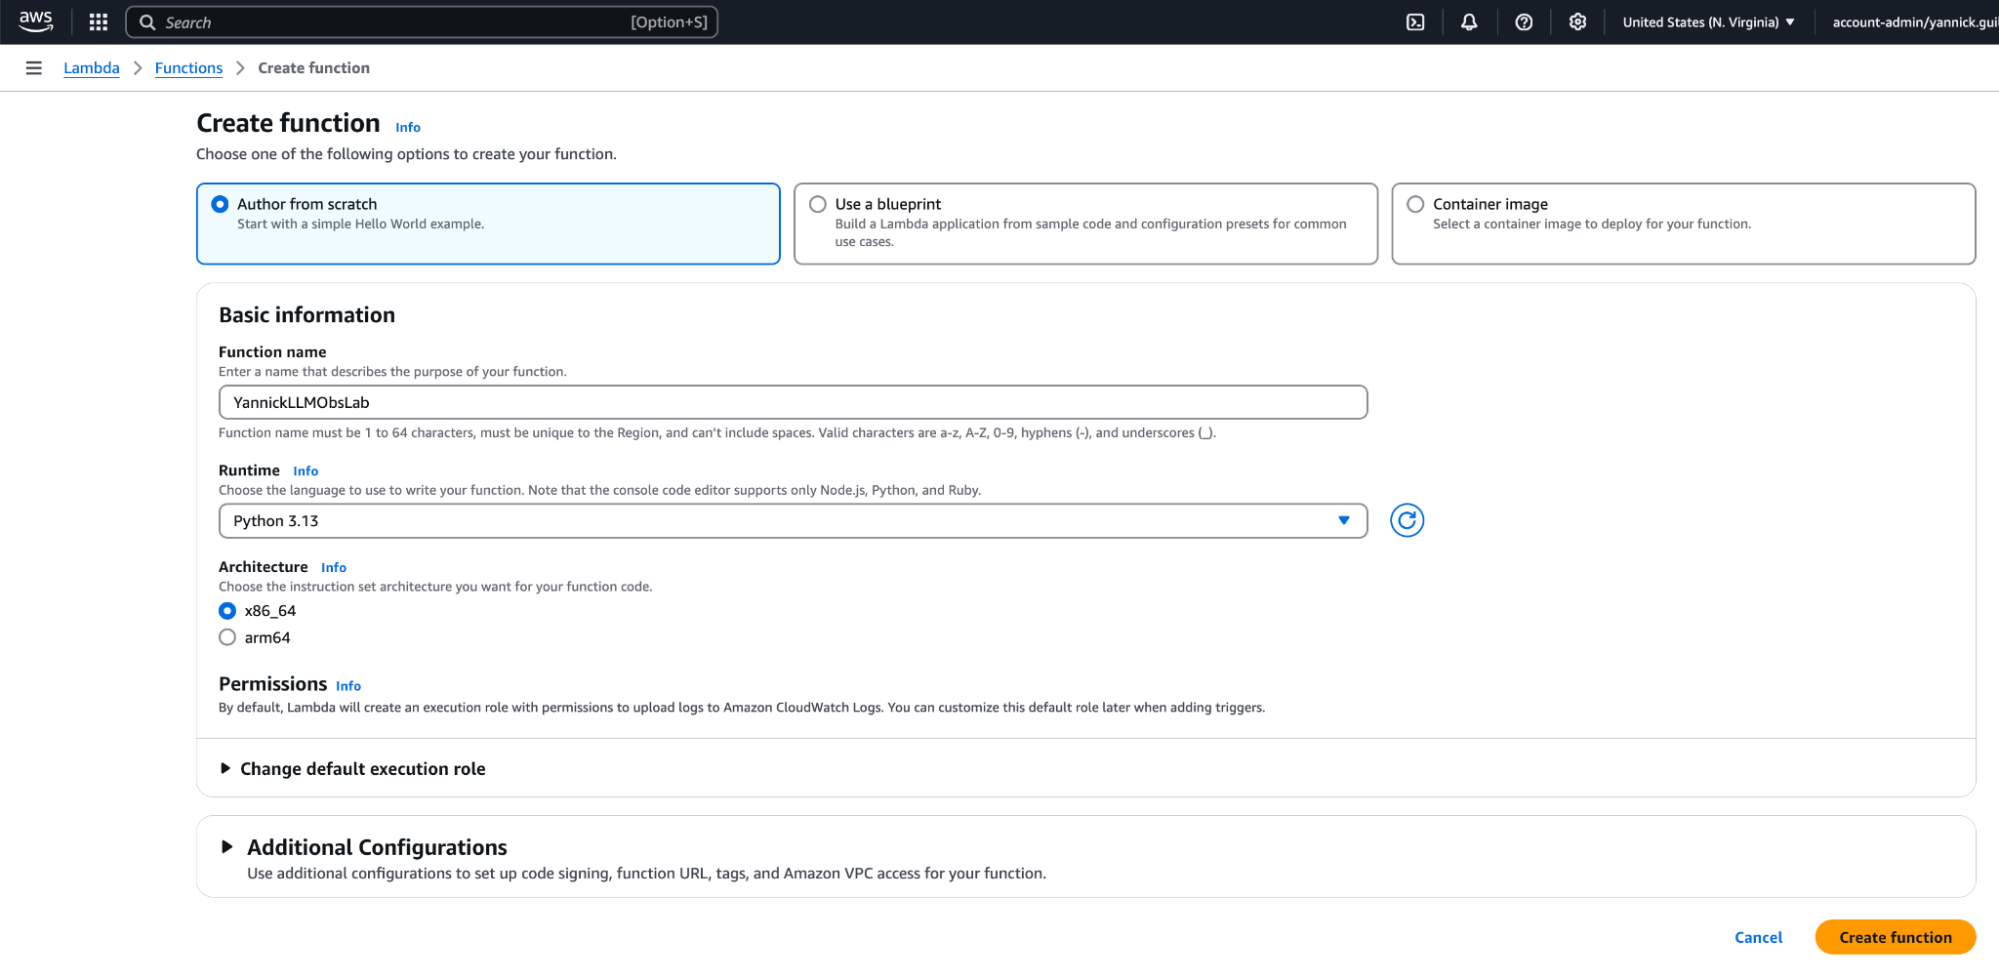 aws
Search
[Option+S]
United States (N. Virginia)
account-admin/yannick.gui
Lambda
Functions
Create function
Create function Info
Choose one of the following options to create your function.
Author from scratch
Start with a simple Hello World example.
Use a blueprint
Build a Lambda application from sample code and configuration presets for common
use cases.
Container image
Select a container image to deploy for your function.
Basic information
Function name
Enter a name that describes the purpose of your function.
YannickLLMObsLab
Function name must be 1 to 64 characters, must be unique to the Region, and can't include spaces. Valid characters are a-z, A-Z, 0-9, hyphens (-), and underscores (_).
Runtime Info
Choose the language to use to write your function. Note that the console code editor supports only Node.js, Python, and Ruby.
Python 3.13
Architecture Info
Choose the instruction set architecture you want for your function code.
x86_64
arm64
Permissions Info
By default, Lambda will create an execution role with permissions to upload logs to Amazon CloudWatch Logs. You can customize this default role later when adding triggers.
Change default execution role
Additional Configurations
Use additional configurations to set up code signing, function URL, tags, and Amazon VPC access for your function.
Cancel
Create function